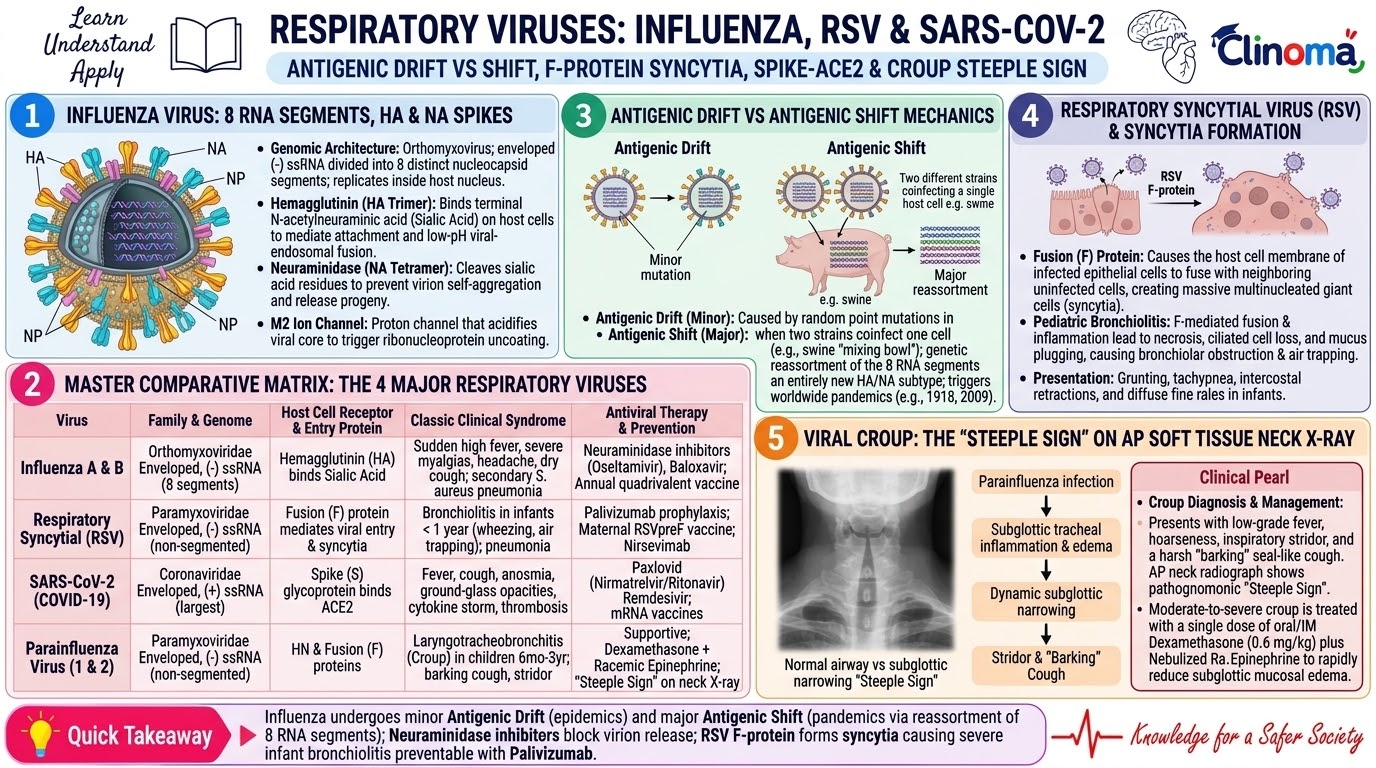 Learn
Understand
Apply
RESPIRATORY VIRUSES: INFLUENZA, RSV & SARS-COV-2
ANTIGENIC DRIFT VS SHIFT, F-PROTEIN SYNCYTIA, SPIKE-ACE2 & CROUP STEEPLE SIGN
Clinoma
1 INFLUENZA VIRUS: 8 RNA SEGMENTS, HA & NA SPIKES
HA
NA
NP
NP
NP
• Genomic Architecture: Orthomyxovirus; enveloped
(-) ssRNA divided into 8 distinct nucleocapsid
segments; replicates inside host nucleus.
• Hemagglutinin (HA Trimer): Binds terminal
N-acetylneuraminic acid (Sialic Acid) on host cells
to mediate attachment and low-pH viral-
endosomal fusion.
• Neuraminidase (NA Tetramer): Cleaves sialic
acid residues to prevent virion self-aggregation
and release progeny.
• M2 Ion Channel: Proton channel that acidifies
viral core to trigger ribonucleoprotein uncoating.
2 MASTER COMPARATIVE MATRIX: THE 4 MAJOR RESPIRATORY VIRUSES
Virus
Family & Genome
Host Cell Receptor
& Entry Protein
Classic Clinical Syndrome
Antiviral Therapy
& Prevention
Influenza A & B
Orthomyxoviridae
Enveloped, (-) ssRNA
(8 segments)
Hemagglutinin (HA)
binds Sialic Acid
Sudden high fever, severe
myalgias, headache, dry
cough; secondary S.
aureus pneumonia
Neuraminidase inhibitors
(Oseltamivir), Baloxavir;
Annual quadrivalent vaccine
Respiratory
Syncytial (RSV)
Paramyxoviridae
Enveloped, (-) ssRNA
(non-segmented)
Fusion (F) protein
mediates viral entry
& syncytia
Bronchiolitis in infants
< 1 year (wheezing, air
trapping); pneumonia
Palivizumab prophylaxis;
Maternal RSVpreF vaccine;
Nirsevimab
SARS-CoV-2
(COVID-19)
Coronaviridae
Enveloped, (+) ssRNA
(largest)
Spike (S)
glycoprotein binds
ACE2
Fever, cough, anosmia,
ground-glass opacities,
cytokine storm, thrombosis
Paxlovid
(Nirmatrelvir/Ritonavir)
Remdesivir;
mRNA vaccines
Parainfluenza
Virus (1 & 2)
Paramyxoviridae
Enveloped, (-) ssRNA
(non-segmented)
HN & Fusion (F)
proteins
Laryngotracheobronchitis
(Croup) in children 6mo-3yr;
barking cough, stridor
Supportive;
Dexamethasone +
Racemic Epinephrine;
"Steeple Sign" on neck X-ray
3 ANTIGENIC DRIFT VS ANTIGENIC SHIFT MECHANICS
Antigenic Drift
Minor
mutation
Antigenic Shift
Two different strains
coinfecting a single
host cell e.g. swme
e.g. swine
Major
reassortment
• Antigenic Drift (Minor): Caused by random point mutations in
• Antigenic Shift (Major): when two strains coinfect one cell
(e.g., swine "mixing bowl"); genetic
reassortment of the 8 RNA segments
an entirely new HA/NA subtype; triggers
worldwide pandemics (e.g., 1918, 2009).
4 RESPIRATORY SYNCYTIAL VIRUS (RSV)
& SYNCYTIA FORMATION
RSV
F-protein
• Fusion (F) Protein: Causes the host cell membrane of
infected epithelial cells to fuse with neighboring
uninfected cells, creating massive multinucleated giant
cells (syncytia).
• Pediatric Bronchiolitis: F-mediated fusion &
inflammation lead to necrosis, ciliated cell loss, and mucus
plugging, causing bronchiolar obstruction & air trapping.
• Presentation: Grunting, tachypnea, intercostal
retractions, and diffuse fine rales in infants.
5 VIRAL CROUP: THE "STEEPLE SIGN" ON AP SOFT TISSUE NECK X-RAY
Normal airway vs subglottic
narrowing "Steeple Sign"
Parainfluenza infection
Subglottic tracheal
inflammation & edema
Dynamic subglottic
narrowing
Stridor & "Barking"
Cough
Clinical Pearl
• Croup Diagnosis & Management:
• Presents with low-grade fever,
hoarseness, inspiratory stridor, and
a harsh "barking" seal-like cough.
AP neck radiograph shows
pathognomonic "Steeple Sign".
• Moderate-to-severe croup is treated
with a single dose of oral/IM
Dexamethasone (0.6 mg/kg) plus
Nebulized Ra.Epinephrine to rapidly
reduce subglottic mucosal edema.
Quick Takeaway
Influenza undergoes minor Antigenic Drift (epidemics) and major Antigenic Shift (pandemics via reassortment of
8 RNA segments); Neuraminidase inhibitors block virion release; RSV F-protein forms syncytia causing severe
infant bronchiolitis preventable with Palivizumab.
Knowledge for a Safer Society